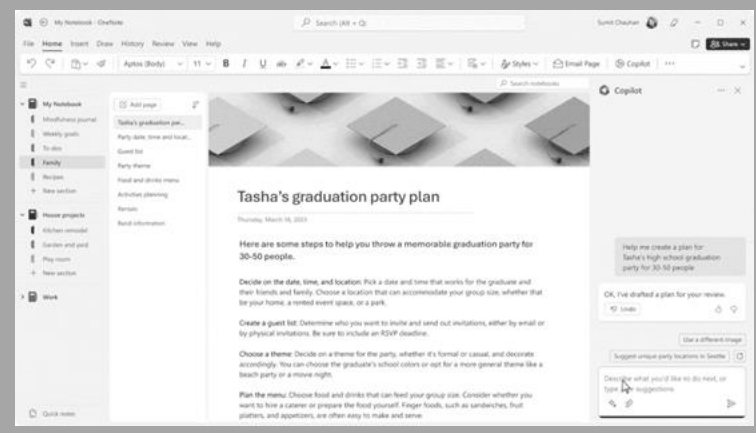 My Notebook - OneNote
Search (Alt + Q)
Sumit Chauhan
File Home Insert Draw History Review View Help
Share
Aptos (Body) 11 B I U ab A Styles Email Page Copilot
Search notebooks
My Notebook
Mindfulness journal
Weekly goals
To-dos
Family
Recipes
+ New section
House projects
Kitchen remodel
Garden and yard
Play room
+ New section
Work
Quick notes
Add page
Tasha's graduation par...
Party date, time and locat...
Guest list
Party theme
Food and drinks menu
Activities planning
Rentals
Band information
Tasha's graduation party plan
Thursday, March 16, 2023
Here are some steps to help you throw a memorable graduation party for
30-50 people.
Decide on the date, time, and location: Pick a date and time that works for the graduate and
their friends and family. Choose a location that can accommodate your group size, whether that
be your home, a rented event space, or a park.
Create a guest list: Determine who you want to invite and send out invitations, either by email or
by physical invitations. Be sure to include an RSVP deadline.
Choose a theme: Decide on a theme for the party, whether it's formal or casual, and decorate
accordingly. You can choose the graduate's school colors or opt for a more general theme like a
beach party or a movie night.
Plan the menu: Choose food and drinks that can feed your group size. Consider whether you
want to hire a caterer or prepare the food yourself. Finger foods, such as sandwiches, fruit
platters, and appetizers, are often easy to make and serve.
Copilot
Help me create a plan for
Tasha's high school graduation
party for 30-50 people
OK, I've drafted a plan for your review.
Undo
Use a different image
Suggest unique party locations in Seattle
Describe what you'd like to do next, or
type / for suggestions.